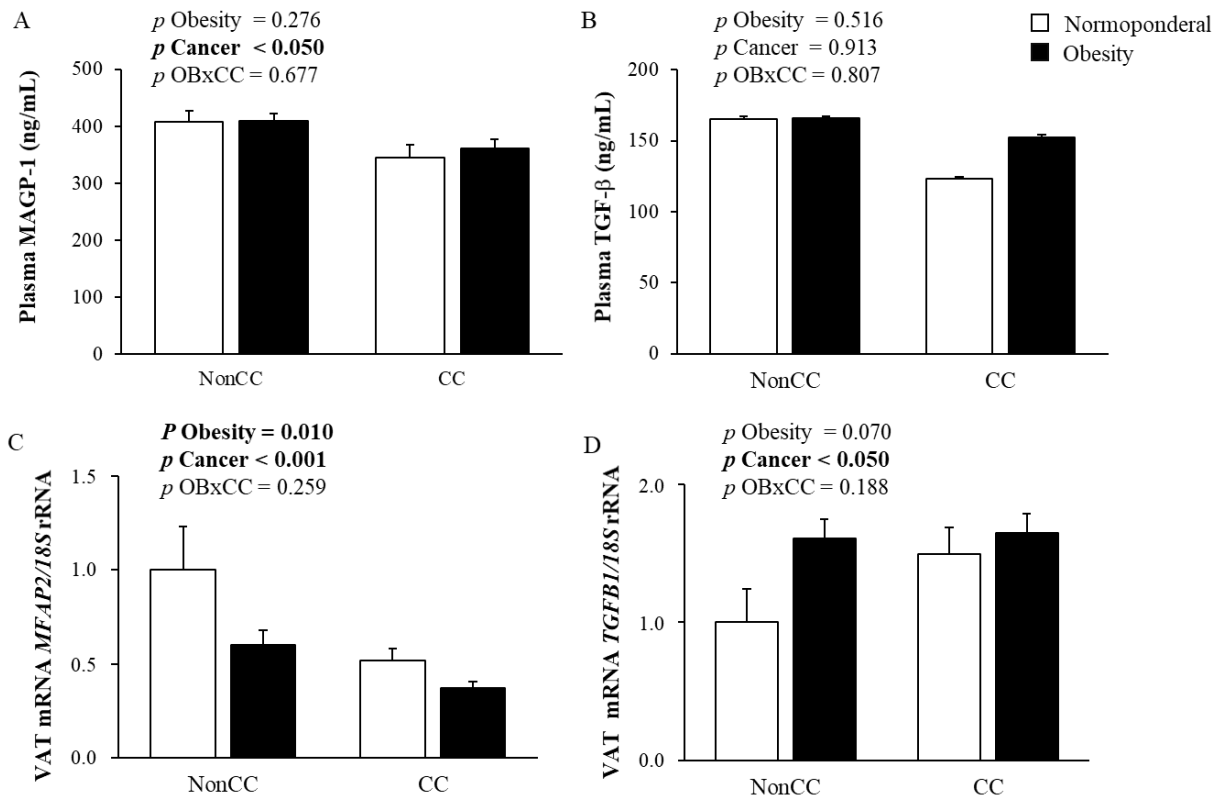 A
p Obesity = 0.276
p Cancer < 0.050
p OBxCC = 0.677
Plasma MAGP-1 (ng/mL)
500
400
300
200
100
0
NonCC
CC
B
p Obesity = 0.516
p Cancer = 0.913
p OBxCC = 0.807
Normoponderal
Obesity
Plasma TGF-β (ng/mL)
200
150
100
50
0
NonCC
CC
C
P Obesity = 0.010
p Cancer < 0.001
p OBxCC = 0.259
VAT mRNA MFAP2/18S rRNA
1.5
1.0
0.5
0.0
NonCC
CC
D
p Obesity = 0.070
p Cancer < 0.050
p OBxCC = 0.188
VAT mRNA TGFB1/18S rRNA
2.0
1.0
0.0
NonCC
CC